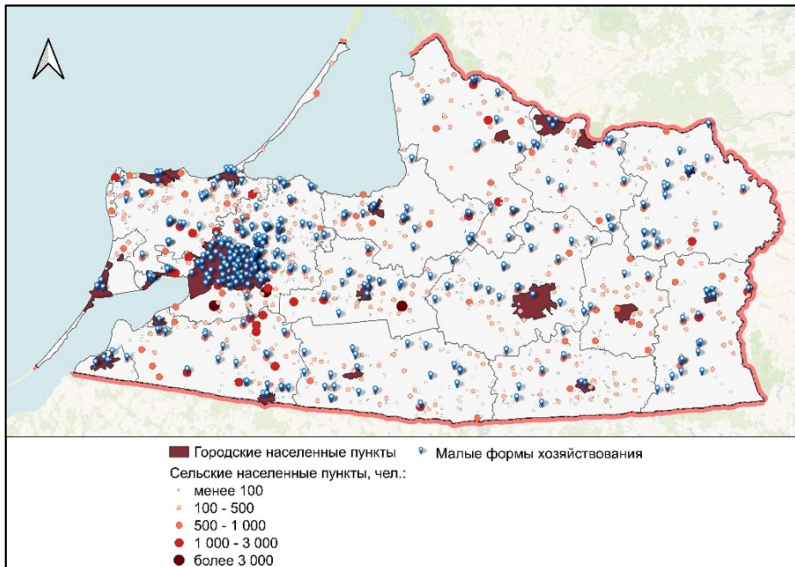 Городские населенные пункты
Малые формы хозяйствования
Сельские населенные пункты, чел.:
менее 100
100 - 500
500 - 1 000
1 000 - 3 000
более 3 000